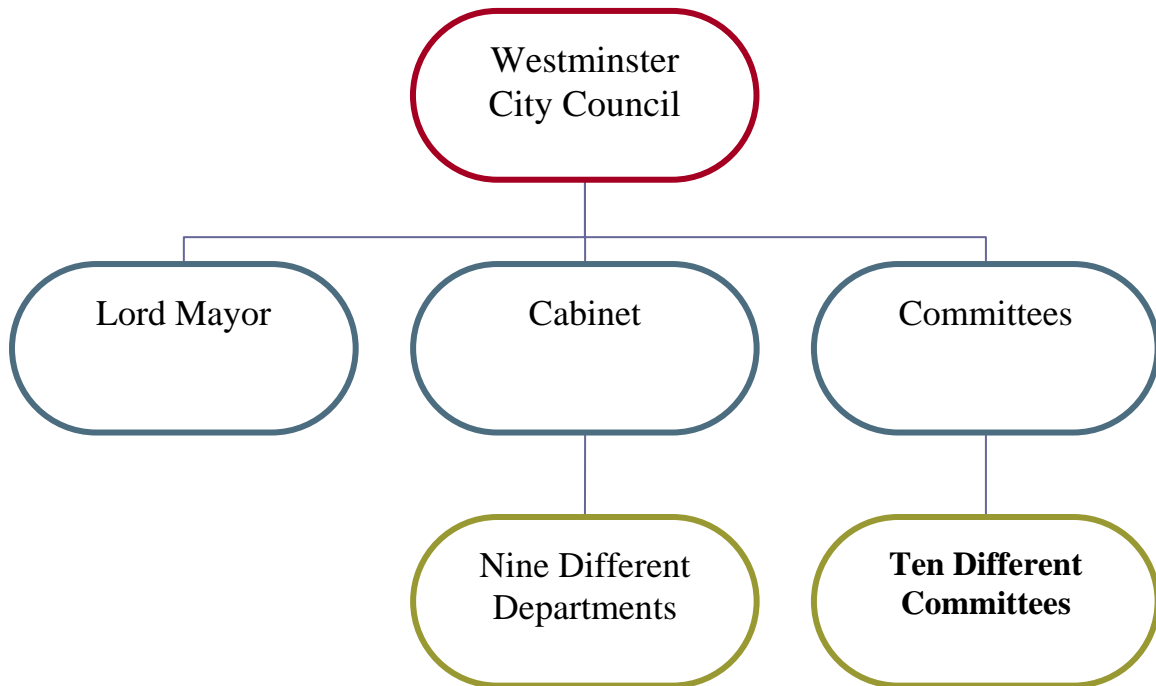 Westminster
City Council
Lord Mayor
Cabinet
Committees
Nine Different
Departments
Ten Different
Committees